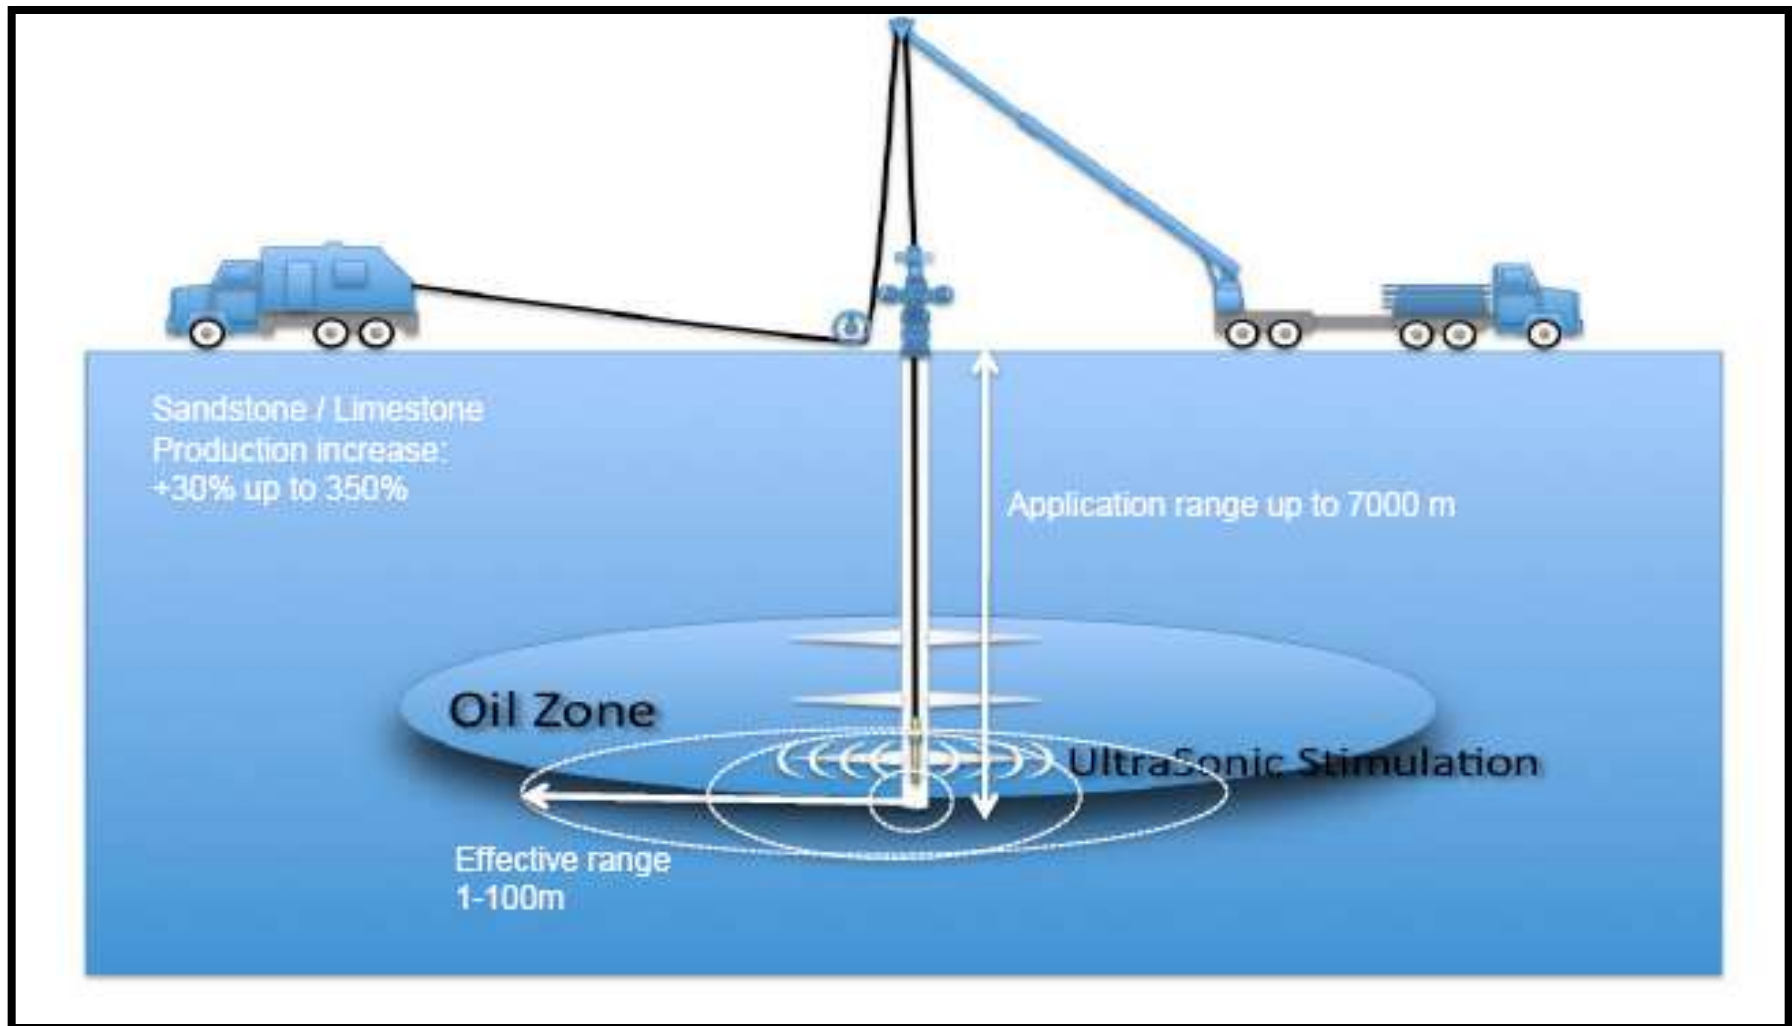 Sandstone / Limestone
Production increase:
+30% up to 350%
Application range up to 7000 m
Oil Zone
UltraSonic Stimulation
Effective range
1-100m